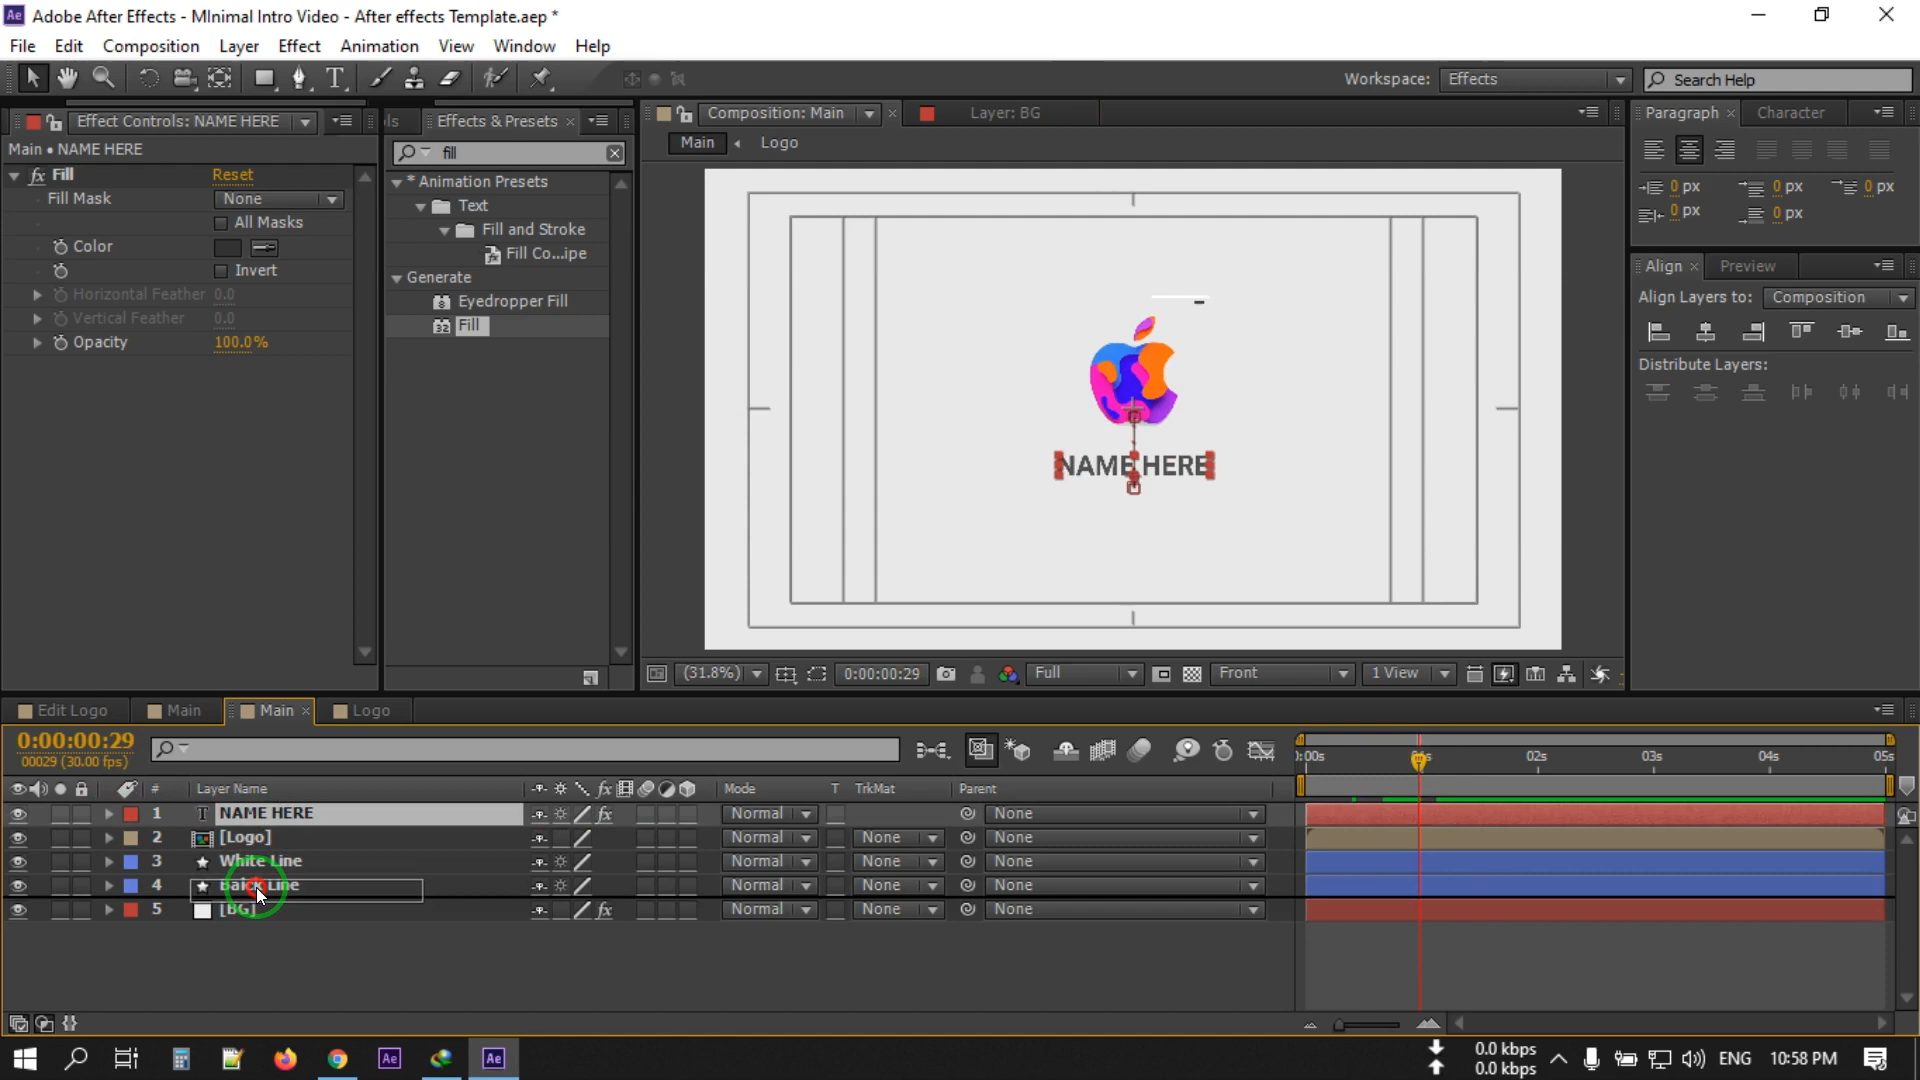 Adobe After Effects - MInimal Intro Video - After effects Template.aep *
File Edit Composition Layer Effect Animation View Window Help
Workspace: Effects Search Help
Effect Controls: NAME HERE
Effects & Presets
Composition: Main
Layer: BG
Paragraph Character
Main • NAME HERE
fill
Main Logo
fx Fill Reset
Fill Mask None
All Masks
Color
Invert
Horizontal Feather 0.0
Vertical Feather 0.0
Opacity 100.0%
* Animation Presets
Text
Fill and Stroke
Fill Co...ipe
Generate
Eyedropper Fill
Fill
NAME HERE
0 px 0 px 0 px
0 px 0 px
Align Preview
Align Layers to: Composition
Distribute Layers:
(31.8%) 0:00:00:29 Full Front 1 View
Edit Logo Main Main Logo
0:00:00:29
00029 (30.00 fps)
# Layer Name fx Mode T TrkMat Parent
1 NAME HERE fx Normal None
2 [Logo] Normal None None
3 White Line Normal None None
4 Line Normal None None
5 [BG] fx Normal None None
02s 03s 04s 05s
0.0 kbps
0.0 kbps
ENG 10:58 PM